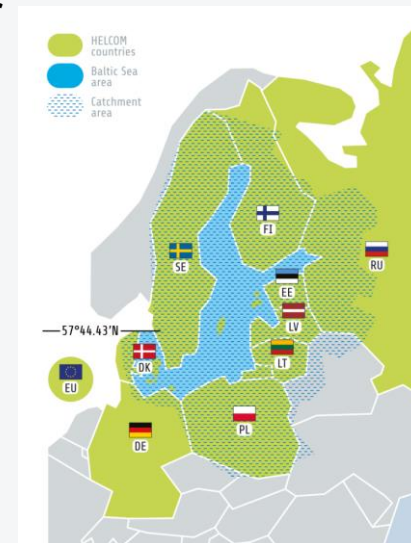 HELCOM
countries
Baltic Sea
area
Catchment
area
FI
SE
RU
EE
LV
57°44.43'N
DK
LT
EU
PL
DE